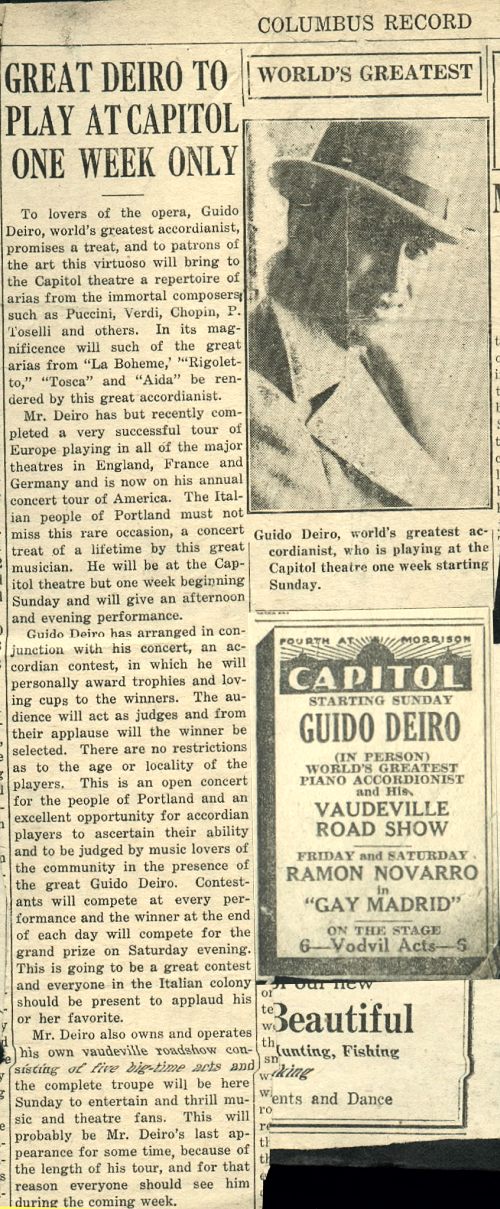 COLUMBUS RECORD
GREAT DEIRO TO
PLAY AT CAPITOL
ONE WEEK ONLY
To lovers of the opera, Guido
Deiro, world's greatest accordianist,
promises a treat, and to patrons of
the art this virtuoso will bring to
the Capitol theatre a repertoire of
arias from the immortal composers
such as Puccini, Verdi, Chopin, P.
Toselli and others. In its mag-
nificence will such of the great
arias from "La Boheme,' '"Rigolet-
to," "Tosca" and "Aida" be ren-
dered by this great accordianist.
Mr. Deiro has but recently com-
pleted a very successful tour of
Europe playing in all of the major
theatres in England, France and
Germany and is now on his annual
concert tour of America. The Ital-
ian people of Portland must not
miss this rare occasion, a concert
treat of a lifetime by this great
musician. He will be at the Cap-
itol theatre but one week beginning
Sunday and will give an afternoon
and evening performance.
Guido Deiro has arranged in con-
junction with his concert, an ac-
cordian contest, in which he will
personally award trophies and lov-
ing cups to the winners. The au-
dience will act as judges and from
their applause will the winner be
selected. There are no restrictions
as to the age or locality of the
players. This is an open concert
for the people of Portland and an
excellent opportunity for accordian
players to ascertain their ability
and to be judged by music lovers of
the community in the presence of
the great Guido Deiro. Contest-
ants will compete at every per-
formance and the winner at the end
of each day will compete for the
grand prize on Saturday evening.
This is going to be a great contest
and everyone in the Italian colony
should be present to applaud his
or her favorite.
Mr. Deiro also owns and operates
his own vaudeville roadshow con-
sisting of five big-time acts and
the complete troupe will be here
Sunday to entertain and thrill mu-
sic and theatre fans. This will
probably be Mr. Deiro's last ap-
pearance for some time, because of
the length of his tour, and for that
reason everyone should see him
during the coming week.
WORLD'S GREATEST
Guido Deiro, world's greatest ac-
cordianist, who is playing at the
Capitol theatre one week starting
Sunday.
FOURTH AT MORRISON
CAPITOL
STARTING SUNDAY
GUIDO DEIRO
(IN PERSON)
WORLD'S GREATEST
PIANO ACCORDIONIST
and His
VAUDEVILLE
ROAD SHOW
FRIDAY and SATURDAY
RAMON NOVARRO
in
"GAY MADRID"
ON THE STAGE
6—Vodvil Acts—6
of our new
Beautiful
Hunting, Fishing
ents and Dance